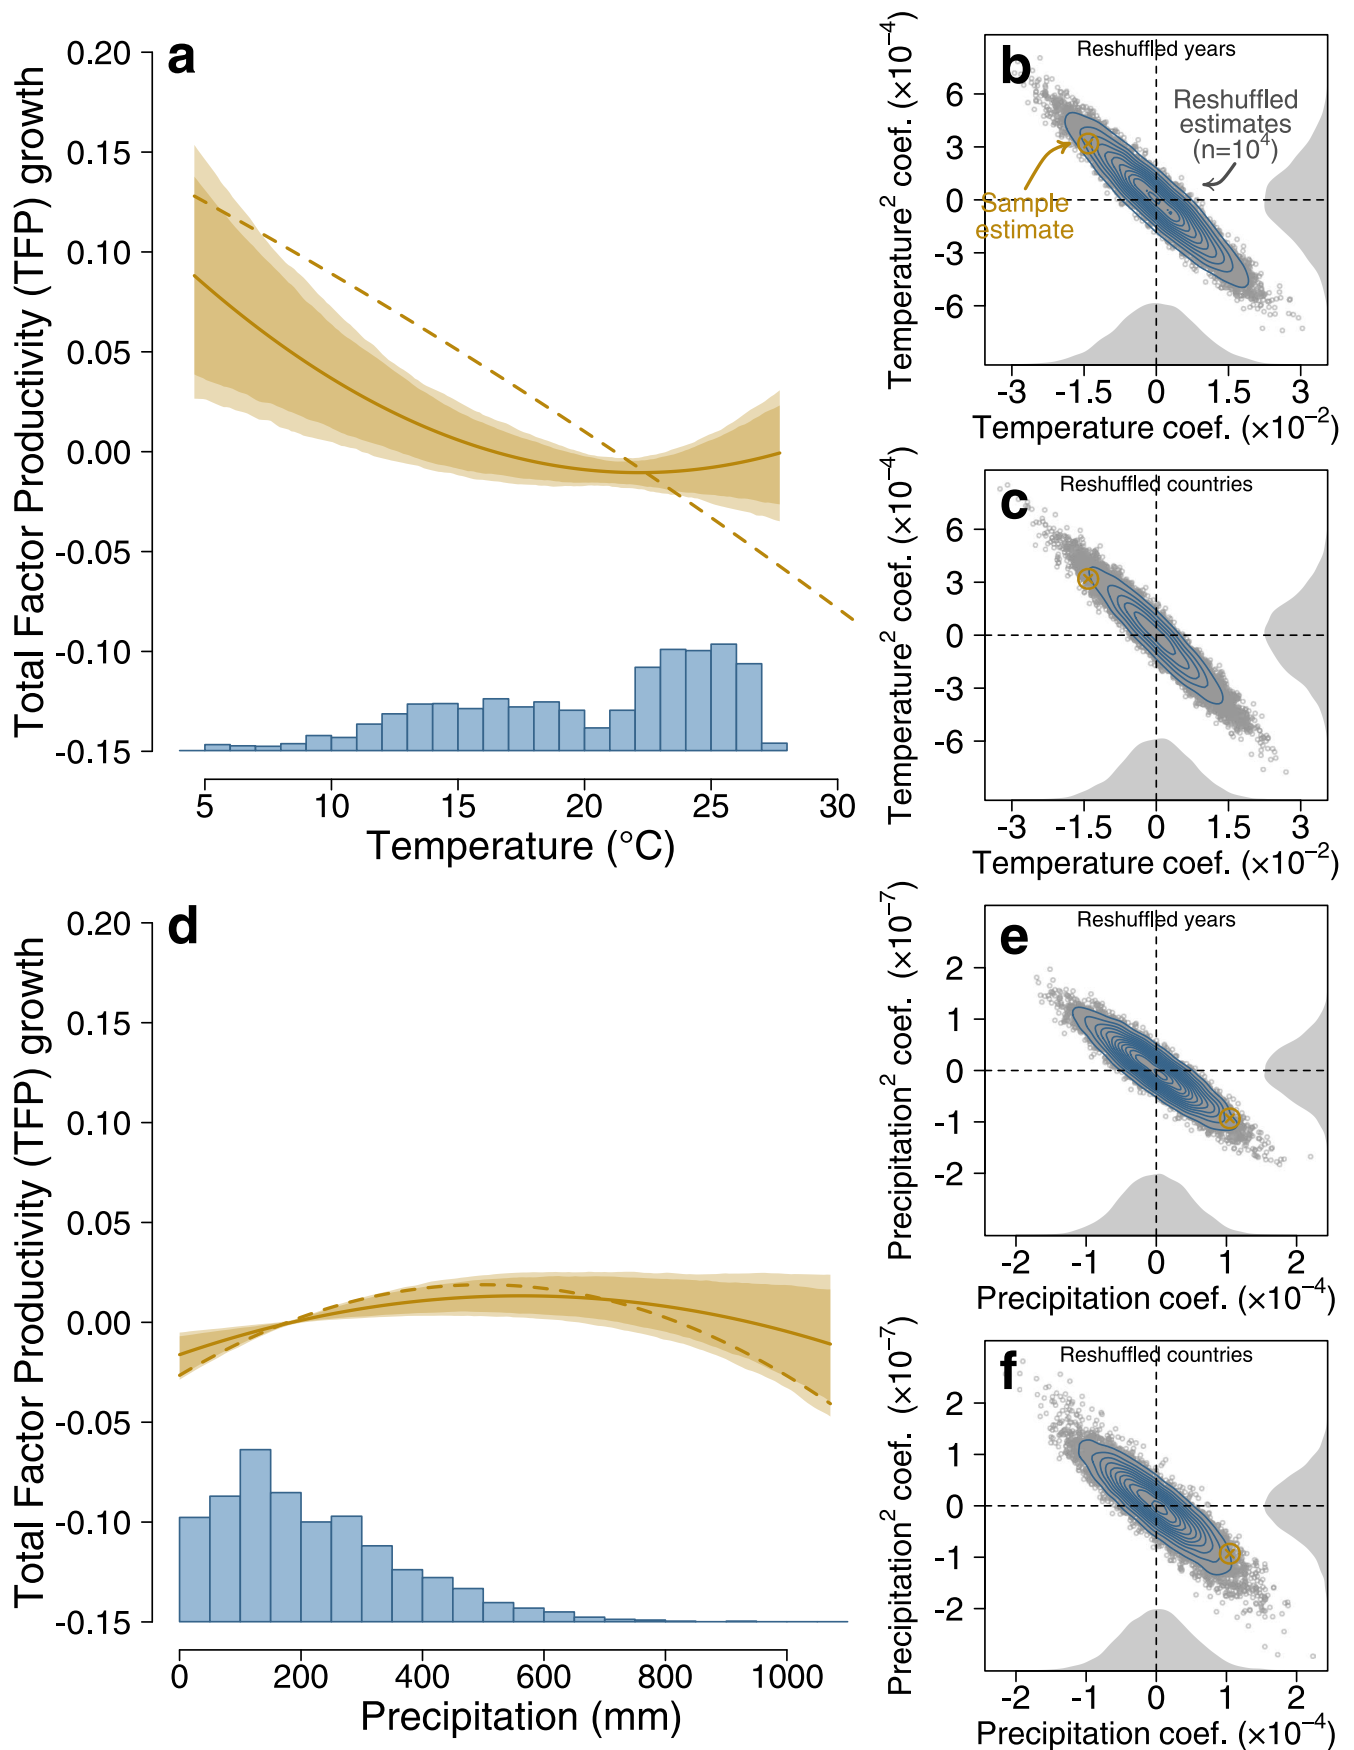 a
Total Factor Productivity (TFP) growth
0.20
0.15
0.10
0.05
0.00
-0.05
-0.10
-0.15
5 10 15 20 25 30
Temperature (°C)
b
Reshuffled years
Reshuffled
estimates
(n=10⁴)
Sample
estimate
Temperature² coef. (×10⁻⁴)
6
3
0
-3
-6
-3 -1.5 0 1.5 3
Temperature coef. (×10⁻²)
c
Reshuffled countries
Temperature² coef. (×10⁻⁴)
6
3
0
-3
-6
-3 -1.5 0 1.5 3
Temperature coef. (×10⁻²)
d
Total Factor Productivity (TFP) growth
0.20
0.15
0.10
0.05
0.00
-0.05
-0.10
-0.15
0 200 400 600 800 1000
Precipitation (mm)
e
Reshuffled years
Precipitation² coef. (×10⁻⁷)
2
1
0
-1
-2
-2 -1 0 1 2
Precipitation coef. (×10⁻⁴)
f
Reshuffled countries
Precipitation² coef. (×10⁻⁷)
2
1
0
-1
-2
-2 -1 0 1 2
Precipitation coef. (×10⁻⁴)